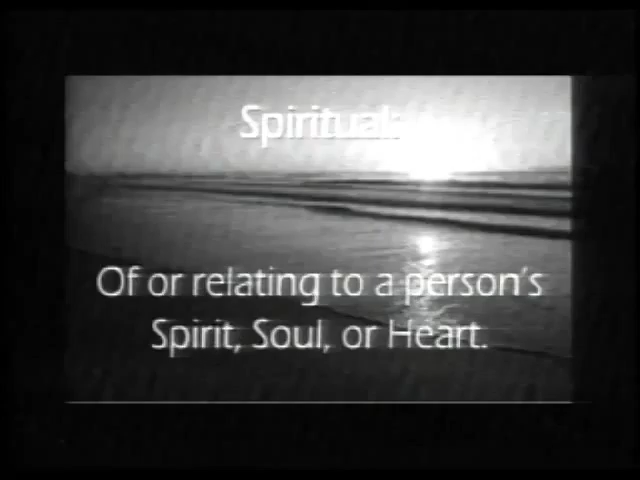 Spiritual:
Of or relating to a person's
Spirit, Soul, or Heart.